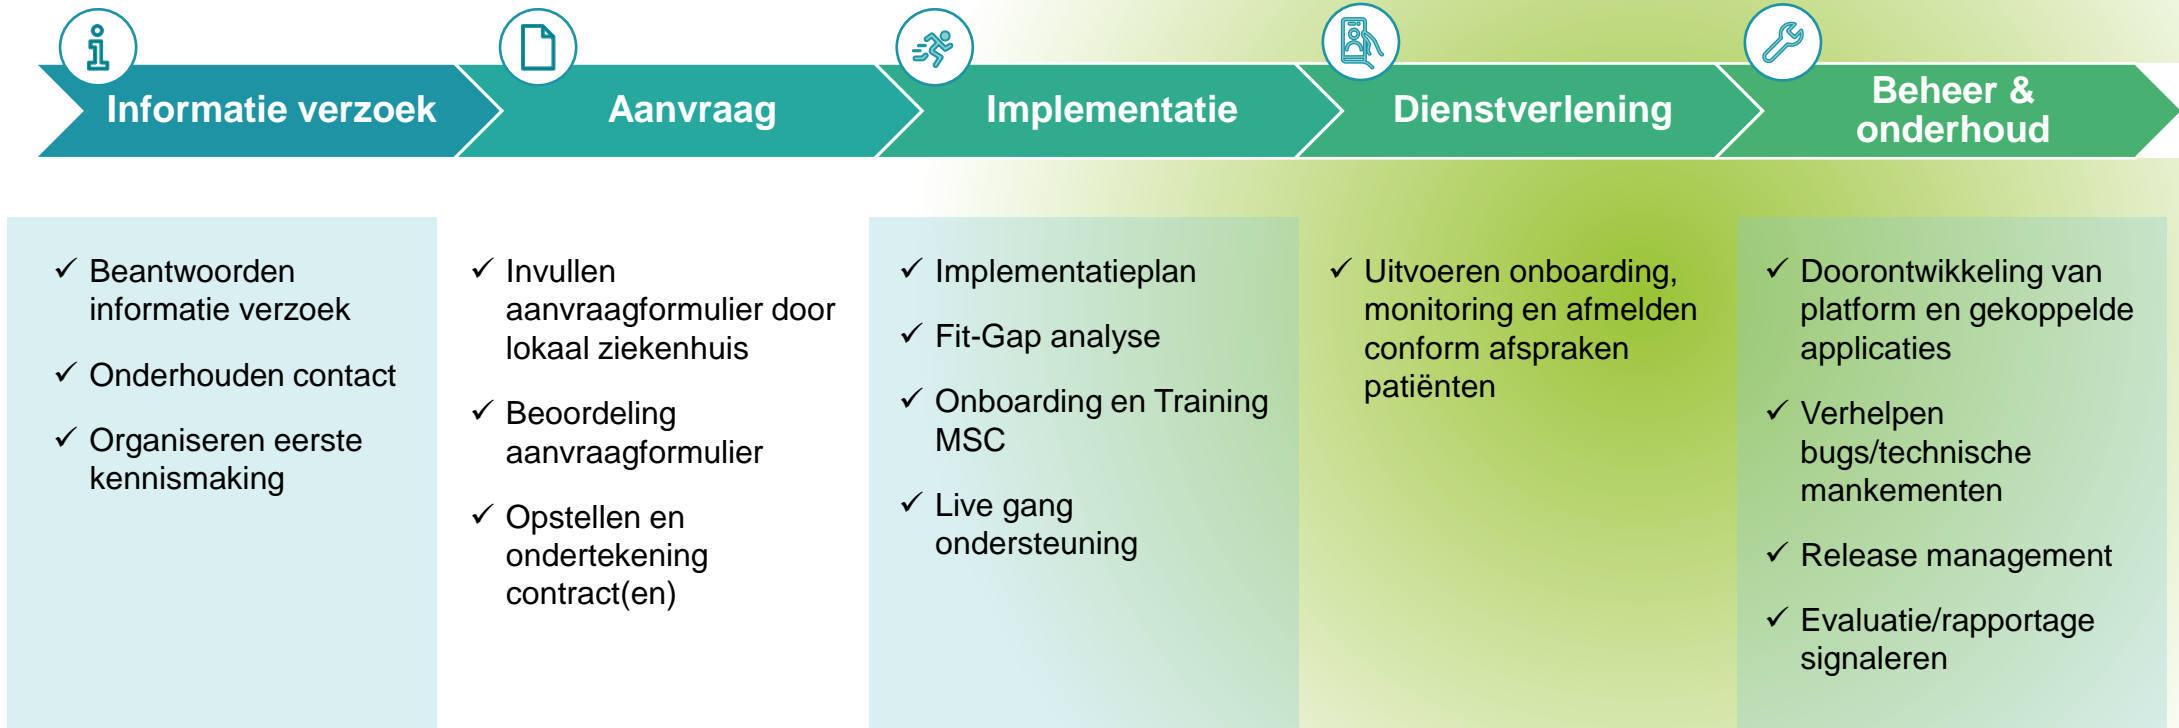 Informatie verzoek
Aanvraag
Implementatie
Dienstverlening
Beheer &
onderhoud
✓ Beantwoorden
informatie verzoek
✓ Onderhouden contact
✓ Organiseren eerste
kennismaking
✓ Invullen
aanvraagformulier door
lokaal ziekenhuis
✓ Beoordeling
aanvraagformulier
✓ Opstellen en
ondertekening
contract(en)
✓ Implementatieplan
✓ Fit-Gap analyse
✓ Onboarding en Training
MSC
✓ Live gang
ondersteuning
✓ Uitvoeren onboarding,
monitoring en afmelden
conform afspraken
patiënten
✓ Doorontwikkeling van
platform en gekoppelde
applicaties
✓ Verhelpen
bugs/technische
mankementen
✓ Release management
✓ Evaluatie/rapportage
signaleren